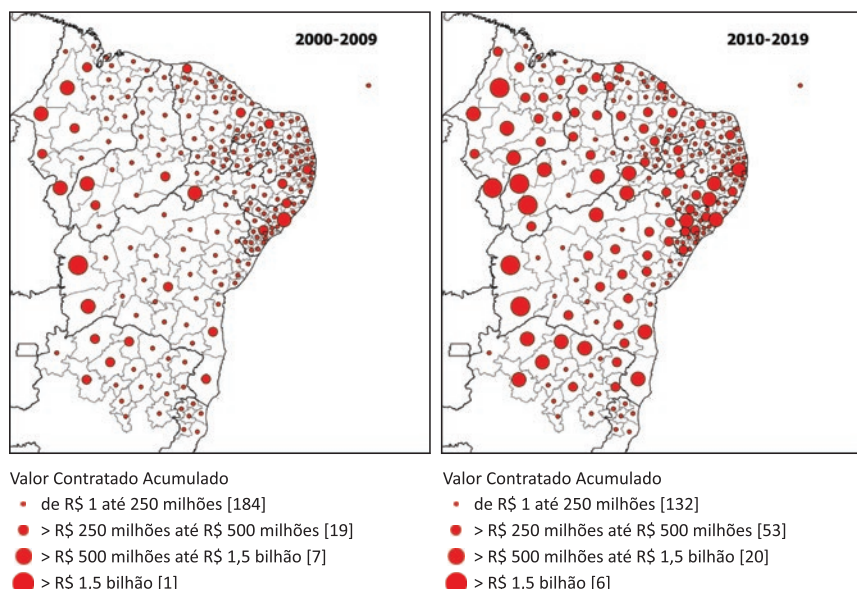 2000-2009
2010-2019
Valor Contratado Acumulado
de R$ 1 até 250 milhões [184]
> R$ 250 milhões até R$ 500 milhões [19]
> R$ 500 milhões até R$ 1,5 bilhão [7]
> R$ 1,5 bilhão [1]
Valor Contratado Acumulado
de R$ 1 até 250 milhões [132]
> R$ 250 milhões até R$ 500 milhões [53]
> R$ 500 milhões até R$ 1,5 bilhão [20]
> R$ 1,5 bilhão [6]